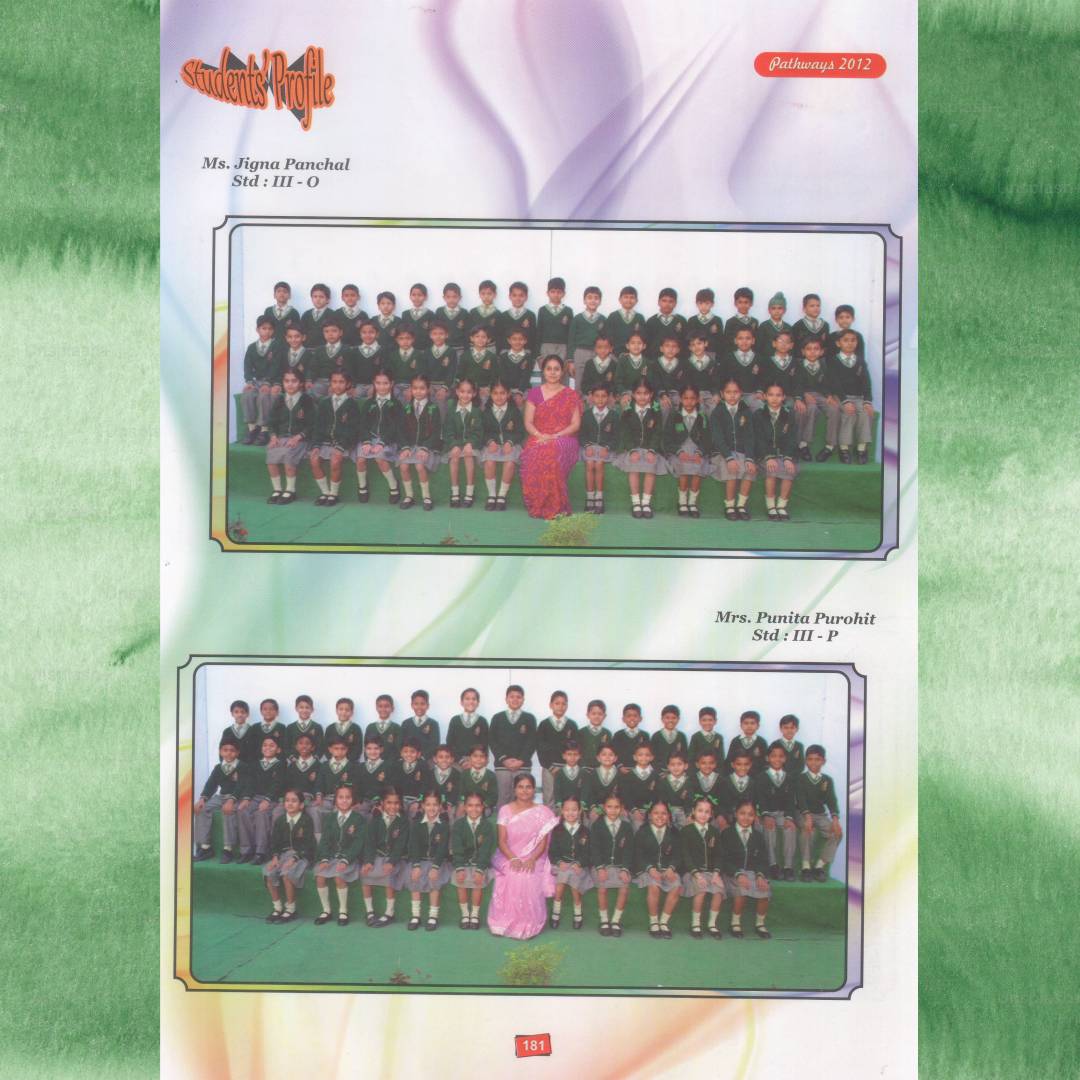 Students' Profile
Pathways 2012
Ms. Jigna Panchal
Std : III - O
Mrs. Punita Purohit
Std : III - P
181